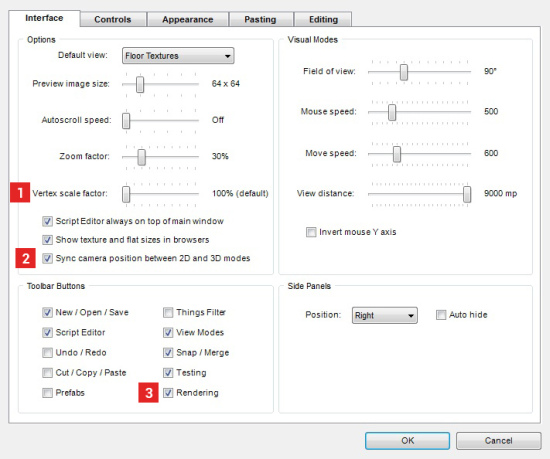 Interface Controls Appearance Pasting Editing
Options
Default view: Floor Textures
Preview image size: 64 x 64
Autoscroll speed: Off
Zoom factor: 30%
1 Vertex scale factor: 100% (default)
Script Editor always on top of main window
Show texture and flat sizes in browsers
2 Sync camera position between 2D and 3D modes
Visual Modes
Field of view: 90°
Mouse speed: 500
Move speed: 600
View distance: 9000 mp
Invert mouse Y axis
Toolbar Buttons
New / Open / Save Things Filter
Script Editor View Modes
Undo / Redo Snap / Merge
Cut / Copy / Paste Testing
Prefabs 3 Rendering
Side Panels
Position: Right Auto hide
OK Cancel